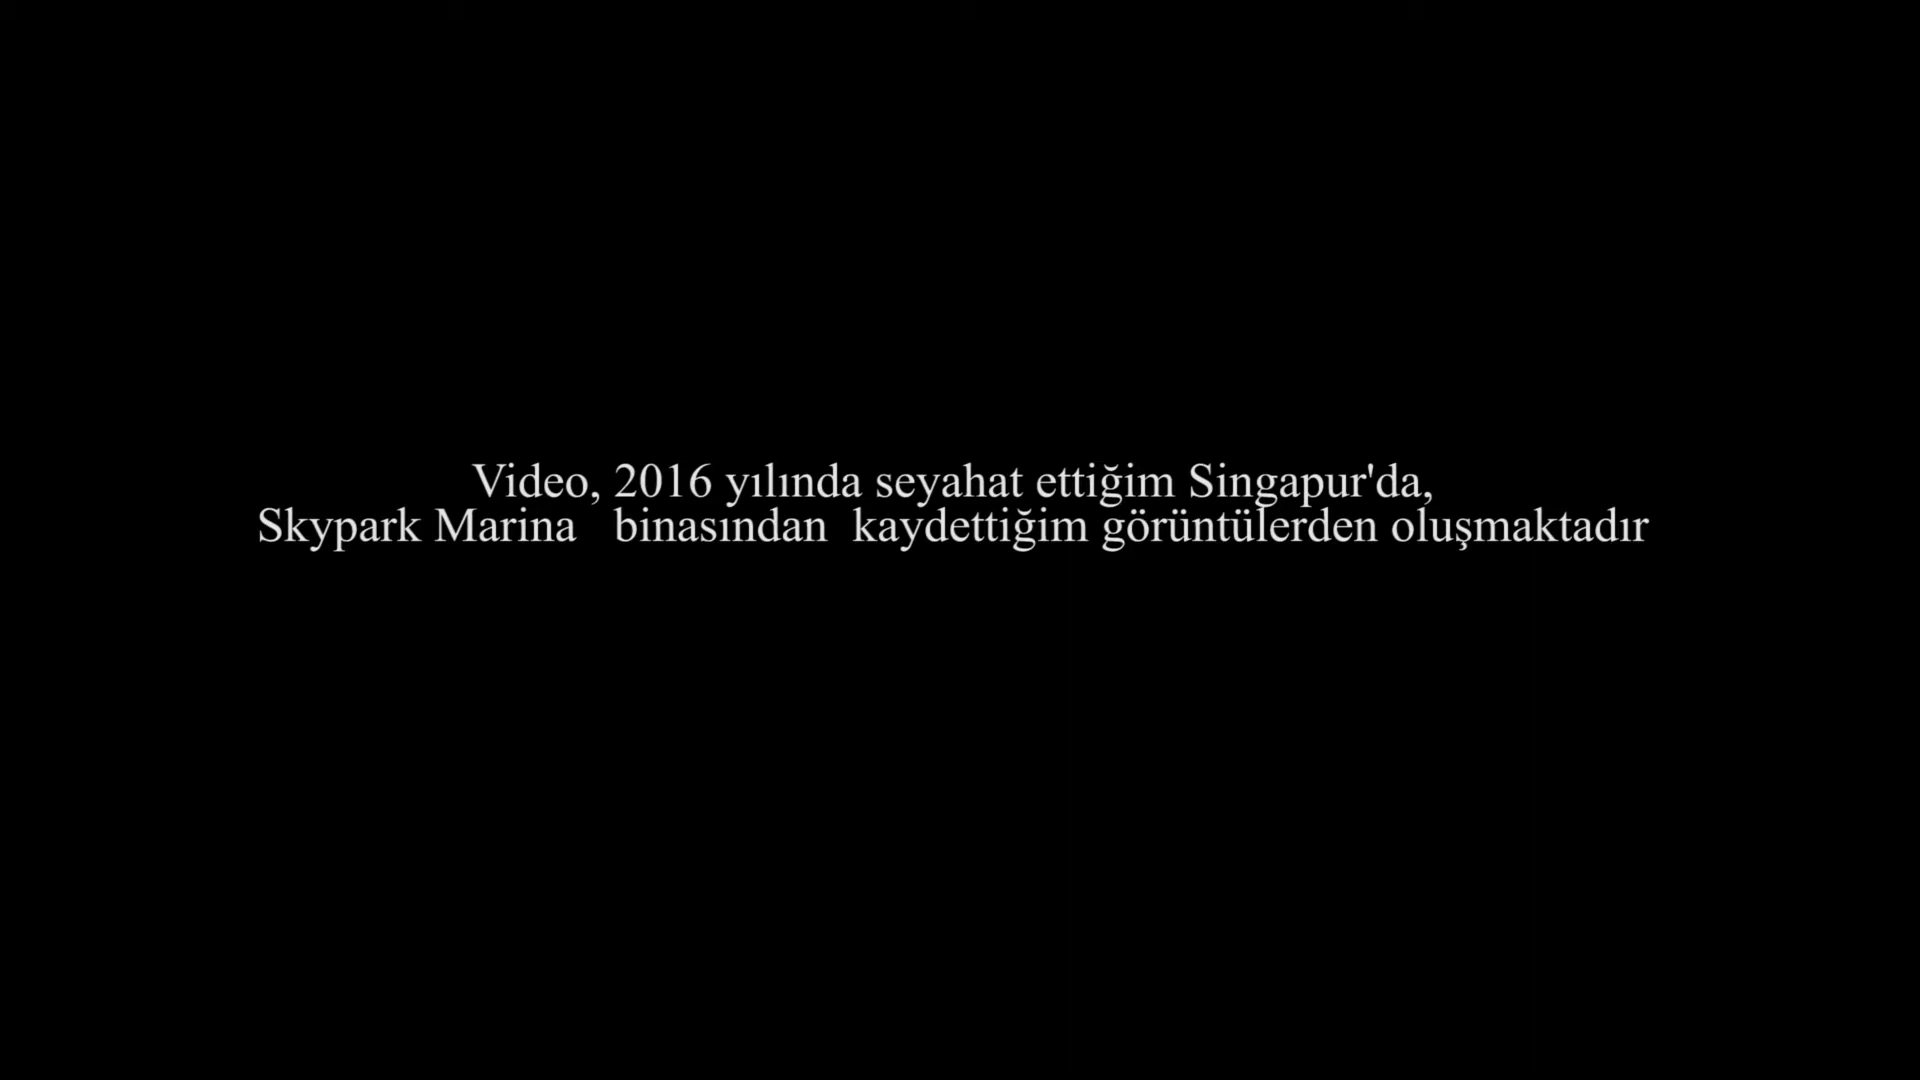 Video, 2016 yılında seyahat ettiğim Singapur'da,
Skypark Marina   binasından  kaydettiğim görüntülerden oluşmaktadır